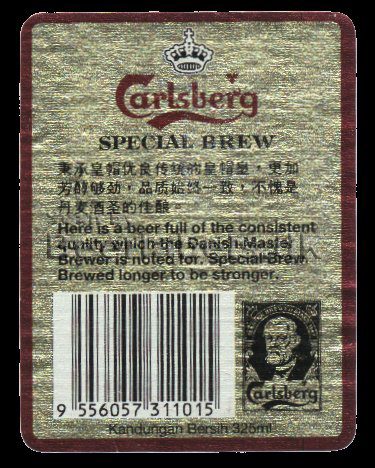 Carlsberg
SPECIAL BREW
秉承皇帽优良传统的皇帽皇，更加
芳醇够劲，品质始终一致，不愧是
丹麦酒圣的佳酿。
Here is a beer full of the consistent
quality which the Danish Master
Brewer is noted for. Special Brew.
Brewed longer to be stronger.
Carlsberg
9 556057 311015
Kandungan Bersih 325ml